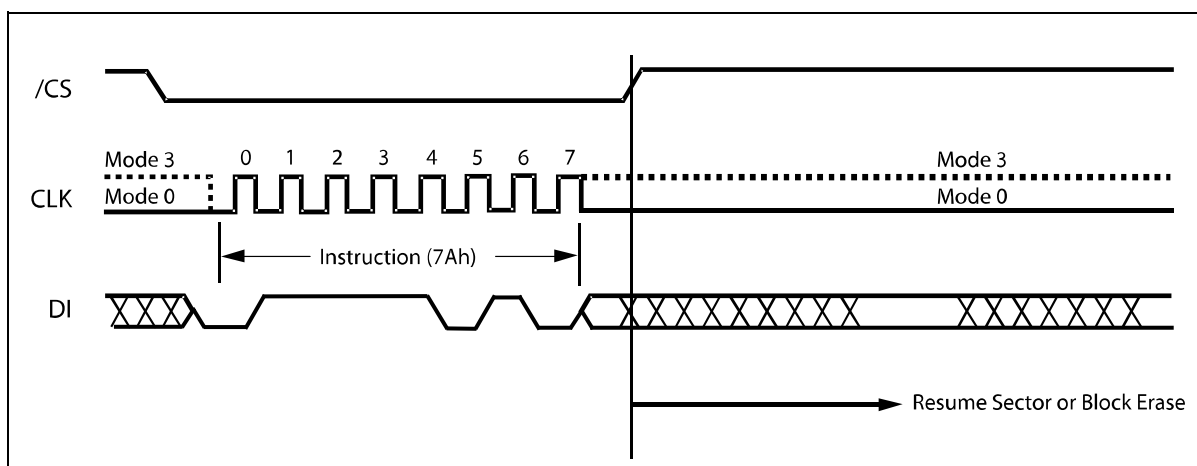 /CS
Mode 3 0 1 2 3 4 5 6 7 Mode 3
CLK Mode 0 Mode 0
Instruction (7Ah)
DI
Resume Sector or Block Erase